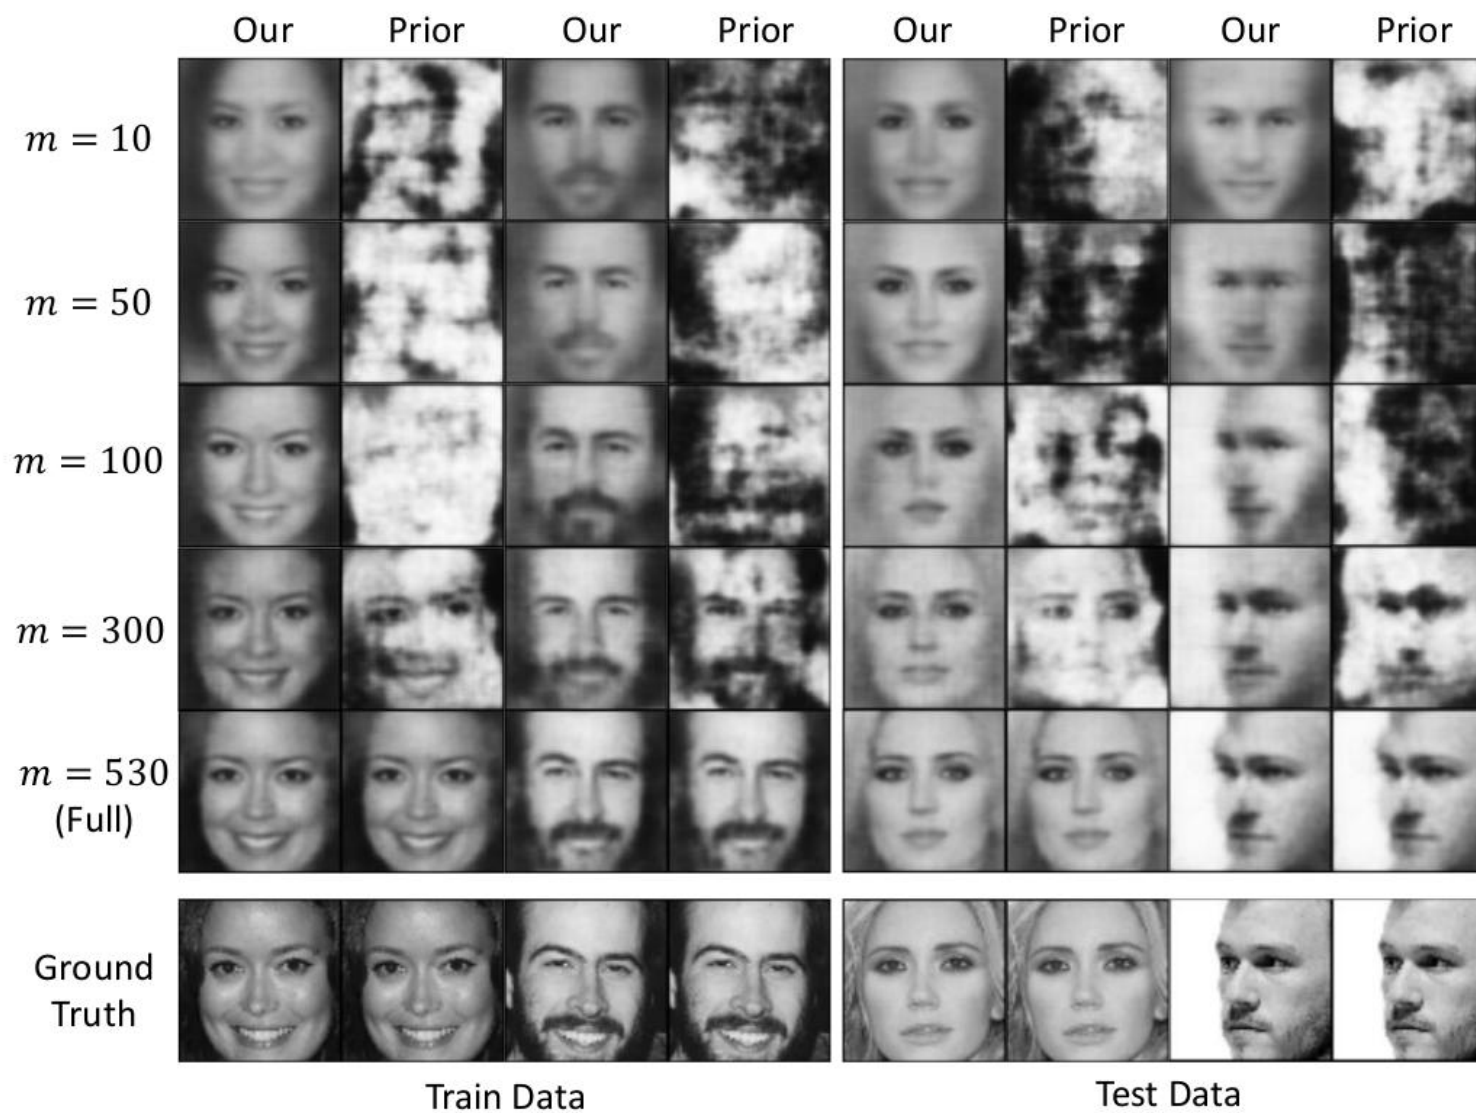 Our Prior Our Prior Our Prior Our Prior
m = 10
m = 50
m = 100
m = 300
m = 530
(Full)
Ground
Truth
Train Data Test Data